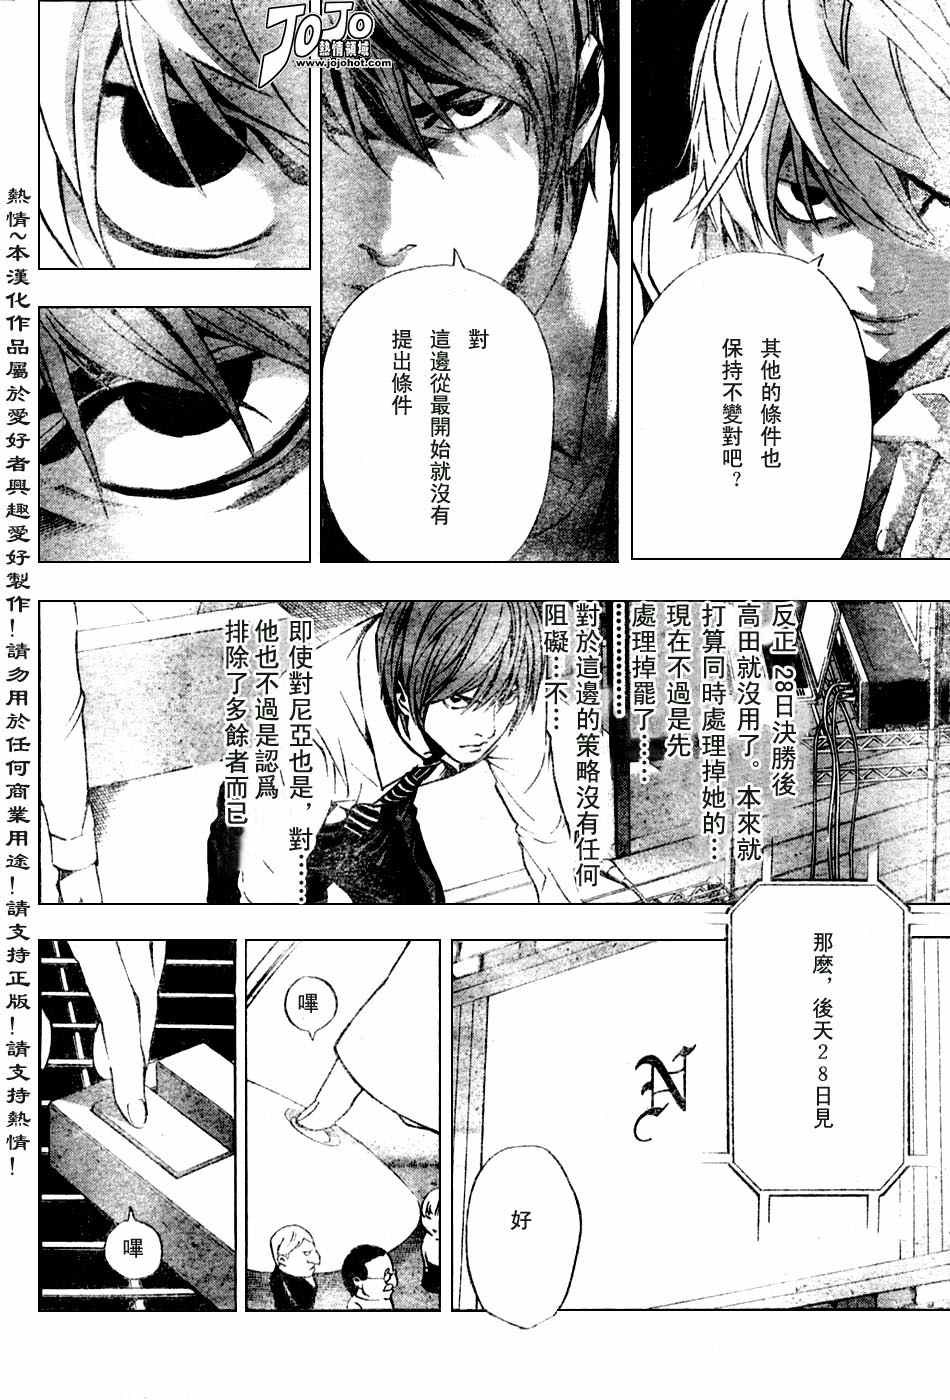 JOJO
熱情領域
www.jojohot.com
其他的條件也
保持不變對吧？
對
這邊從最開始就沒有
提出條件
反正 28日決勝後
高田就沒用了。本來就
打算同時處理掉她的…
現在不過是先
處理掉罷了……
…………
對於這邊的策略沒有任何
阻礙…不……
即使對尼亞也是，對………
他也不過是認爲
排除了多餘者而已
那麽，後天28日見
N
好
嗶
嗶
熱情~本漢化作品屬於愛好者興趣愛好製作！請勿用於任何商業用途！請支持正版！請支持熱情！